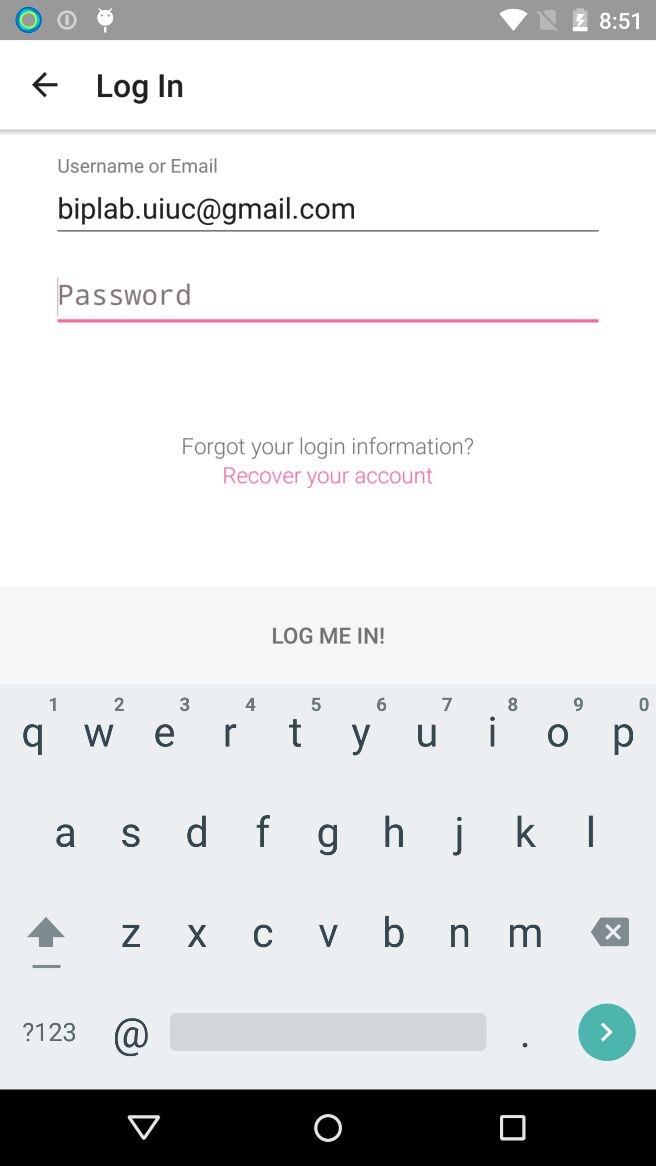 8:51
Log In
Username or Email
biplab.uiuc@gmail.com
Password
Forgot your login information?
Recover your account
LOG ME IN!
1 2 3 4 5 6 7 8 9 0
q w e r t y u i o p
a s d f g h j k l
z x c v b n m
?123 @ .